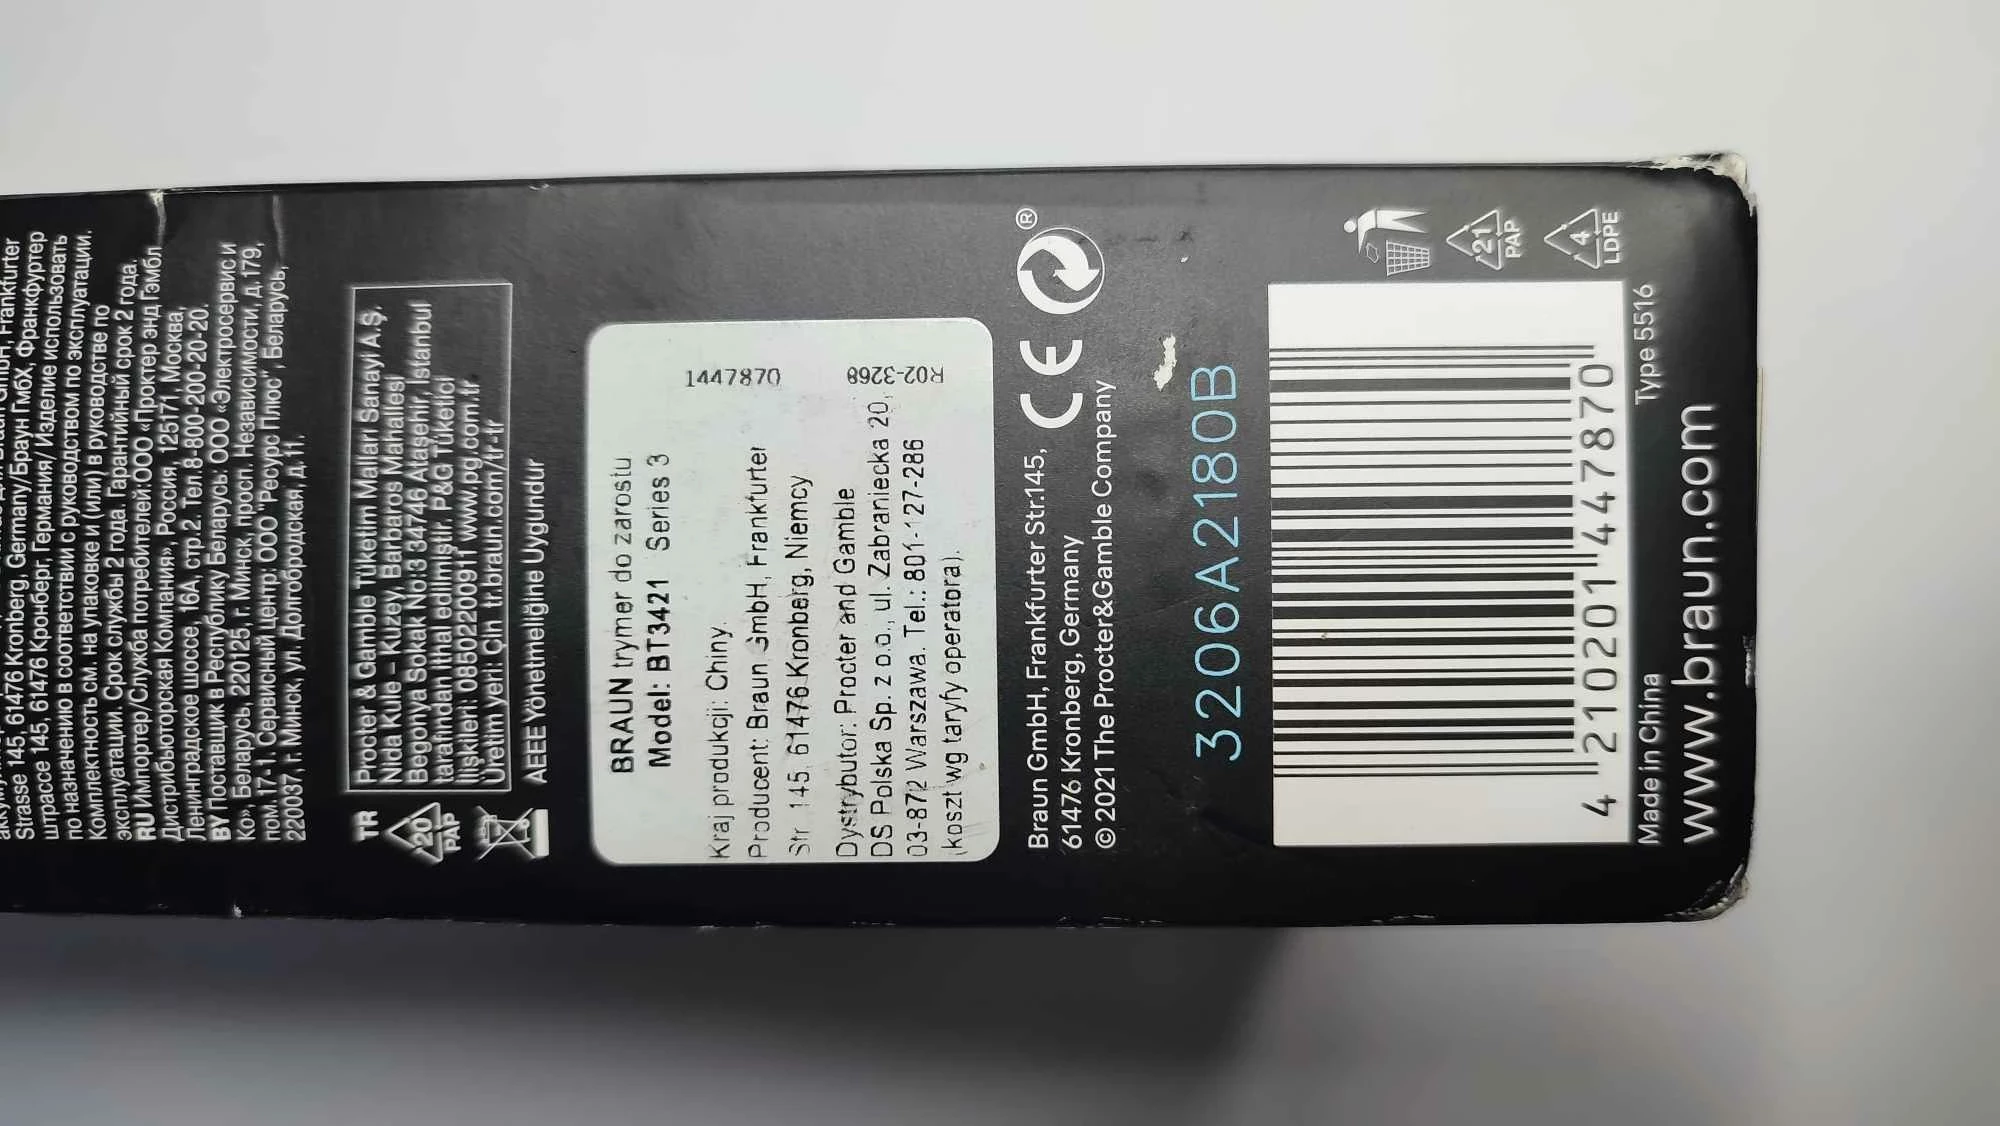 Strasse 145, 61476 Kronberg, Germany/Браун ГмбХ, Франкфуртер
штрассе 145, 61476 Кронберг, Германия/ Изделие использовать
по назначению в соответствии с руководством по эксплуатации.
Комплектность см. на упаковке и (или) в руководстве по
эксплуатации. Срок службы 2 года. Гарантийный срок 2 года.
RU Импортер/Служба потребителей:ООО «Проктер энд Гэмбл
Дистрибьюторская Компания», Россия, 125171, Москва,
Ленинградское шоссе, 16А, стр.2. Тел.8-800-200-20-20.
BY Поставщик в Республику Беларусь: ООО «Электросервис и
Ко», Беларусь, 220125, г. Минск, просп. Независимости, д.179,
пом.17-1. Сервисный центр: ООО "Ресурс Плюс", Беларусь,
220037, г. Минск, ул. Долгобродская, д. 11.
TR
Procter & Gamble Tüketim Malları Sanayi A.Ş.
Nida Kule – Kuzey, Barbaros Mahallesi
Begonya Sokak No:3 34746 Ataşehir, İstanbul
tarafından ithal edilmiştir. P&G Tüketici
İlişkileri: 08502200911 www.pg.com.tr
Üretim yeri: Çin tr.braun.com/tr-tr
20
PAP
AEEE Yönetmeliğine Uygundur
BRAUN trymer do zarostu
Model: BT3421 Series 3
1447870
Kraj produkcji: Chiny.
Producent: Braun GmbH, Frankfurter
Str 145, 61476 Kronberg, Niemcy
R02-3268
Dystrybutor: Procter and Gamble
DS Polska Sp. z o.o., ul. Zabraniecka 20,
03-872 Warszawa. Tel.: 801-127-286
(koszt wg taryfy operatora).
Braun GmbH, Frankfurter Str.145,
61476 Kronberg, Germany
© 2021 The Procter&Gamble Company
CE
®
3206A2180B
4 210201 447870
21
PAP
4
LDPE
Made in China
Type 5516
www.braun.com